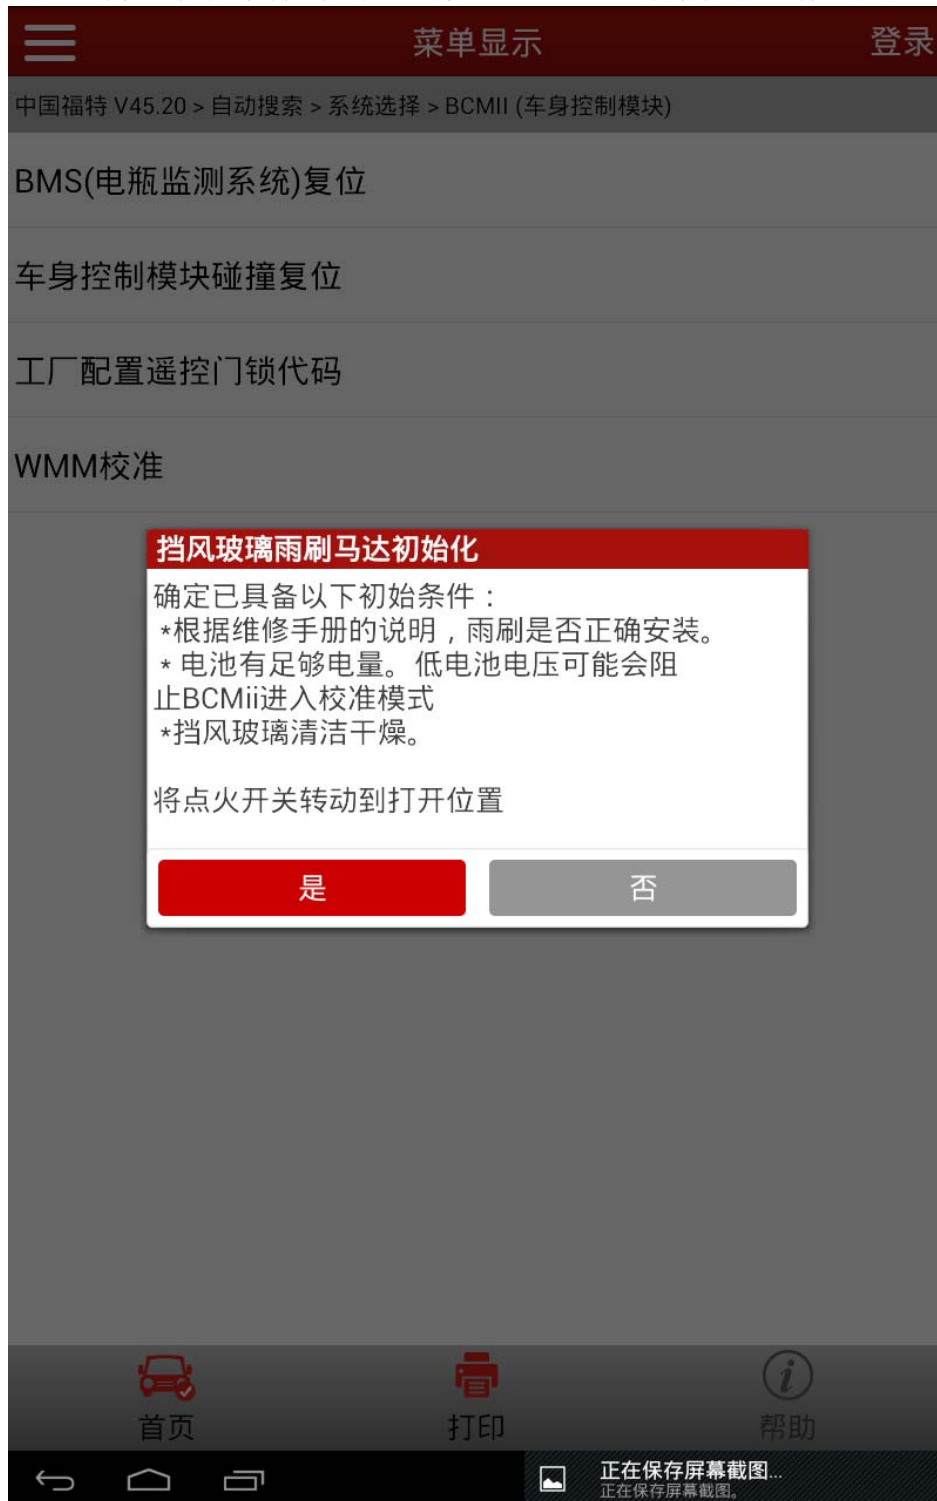 菜单显示
登录
中国福特 V45.20 > 自动搜索 > 系统选择 > BCMII (车身控制模块)
BMS(电瓶监测系统)复位
车身控制模块碰撞复位
工厂配置遥控门锁代码
WMM校准
挡风玻璃雨刷马达初始化
确定已具备以下初始条件：
*根据维修手册的说明，雨刷是否正确安装。
* 电池有足够电量。低电池电压可能会阻
止BCMii进入校准模式
*挡风玻璃清洁干燥。
将点火开关转动到打开位置
是
否
首页
打印
帮助
正在保存屏幕截图...
正在保存屏幕截图。